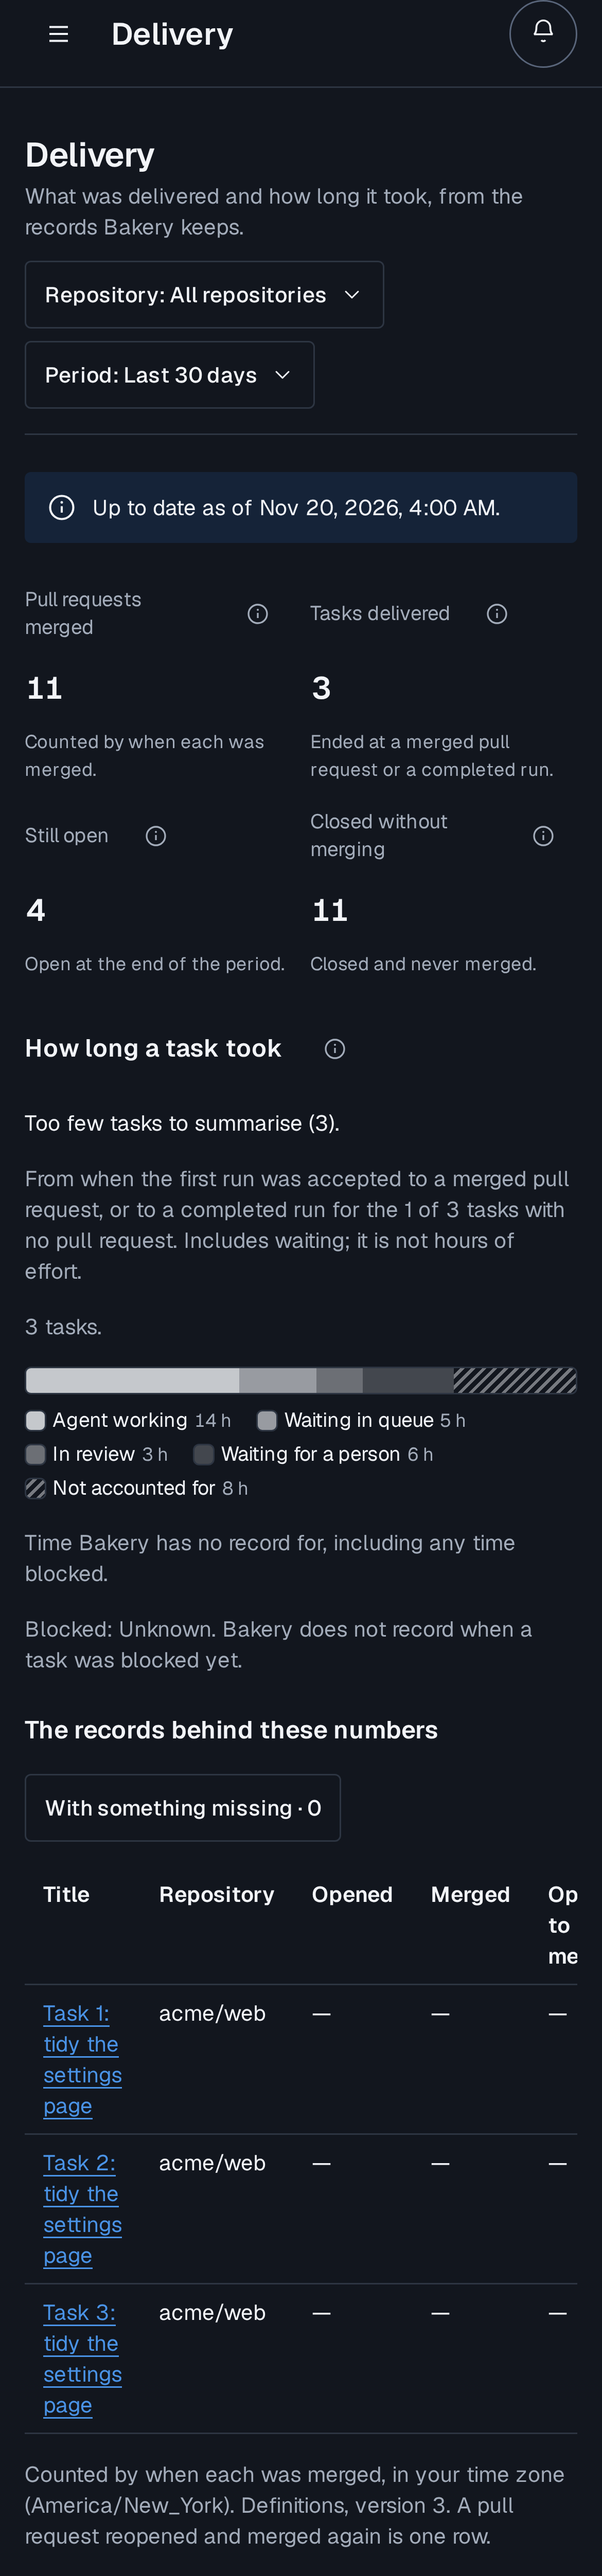 Delivery
Delivery
What was delivered and how long it took, from the
records Bakery keeps.
Repository: All repositories
Period: Last 30 days
Up to date as of Nov 20, 2026, 4:00 AM.
Pull requests
merged
11
Counted by when each was
merged.
Tasks delivered
3
Ended at a merged pull
request or a completed run.
Still open
4
Open at the end of the period.
Closed without
merging
11
Closed and never merged.
How long a task took
Too few tasks to summarise (3).
From when the first run was accepted to a merged pull
request, or to a completed run for the 1 of 3 tasks with
no pull request. Includes waiting; it is not hours of
effort.
3 tasks.
Agent working 14 h Waiting in queue 5 h
In review 3 h Waiting for a person 6 h
Not accounted for 8 h
Time Bakery has no record for, including any time
blocked.
Blocked: Unknown. Bakery does not record when a
task was blocked yet.
The records behind these numbers
With something missing · 0
Title Repository Opened Merged Op
to
me
Task 1: acme/web — — —
tidy the
settings
page
Task 2: acme/web — — —
tidy the
settings
page
Task 3: acme/web — — —
tidy the
settings
page
Counted by when each was merged, in your time zone
(America/New_York). Definitions, version 3. A pull
request reopened and merged again is one row.